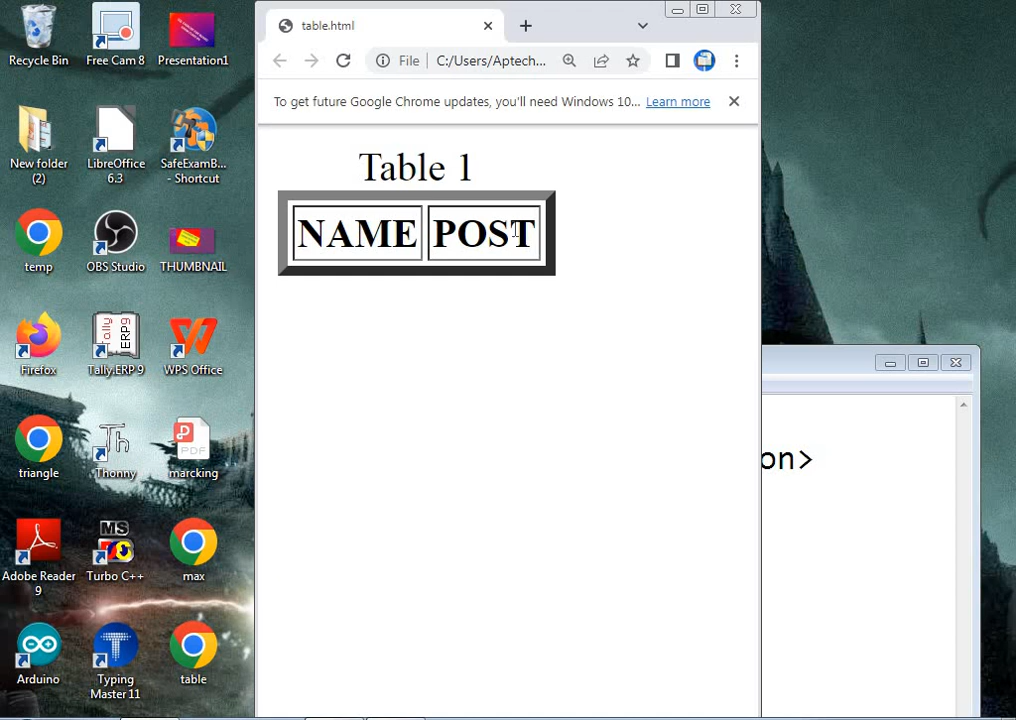 Recycle Bin
Free Cam 8
Presentation1
New folder
(2)
LibreOffice
6.3
SafeExamB...
- Shortcut
temp
OBS Studio
THUMBNAIL
Firefox
Tally.ERP 9
WPS Office
triangle
Thonny
marcking
Adobe Reader
9
Turbo C++
max
Arduino
Typing
Master 11
table
table.html
File
C:/Users/Aptech...
To get future Google Chrome updates, you'll need Windows 10... Learn more
Table 1
NAME POST
on>